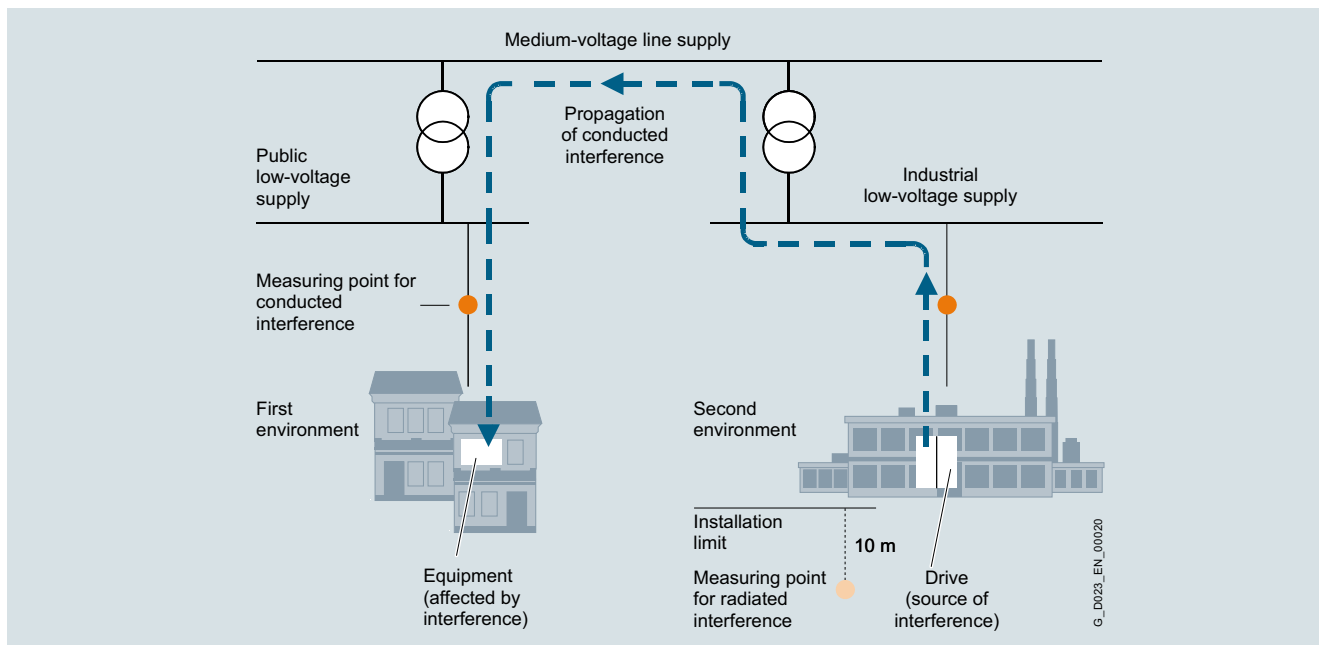 Medium-voltage line supply
Propagation
of conducted
interference
Public
low-voltage
supply
Industrial
low-voltage supply
Measuring point for
conducted
interference
First
environment
Second
environment
Installation
limit
10 m
Equipment
(affected by
interference)
Measuring point
for radiated
interference
Drive
(source of
interference)
G_D023_EN_00020